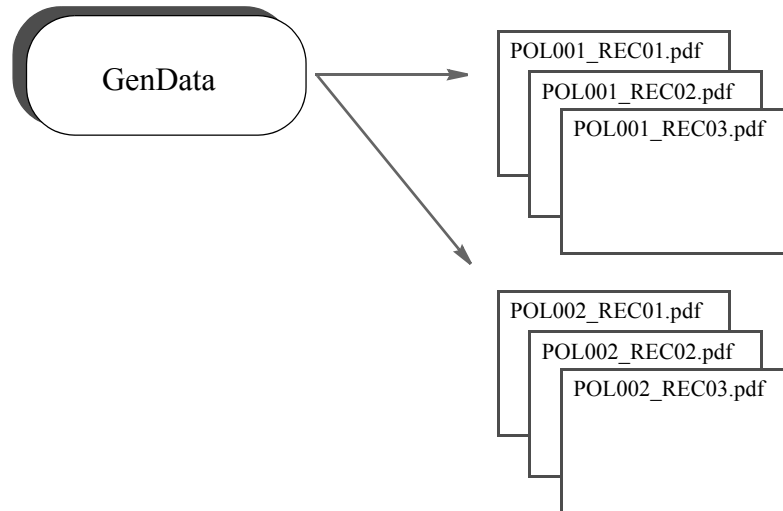 GenData
POL001_REC01.pdf
POL001_REC02.pdf
POL001_REC03.pdf
POL002_REC01.pdf
POL002_REC02.pdf
POL002_REC03.pdf